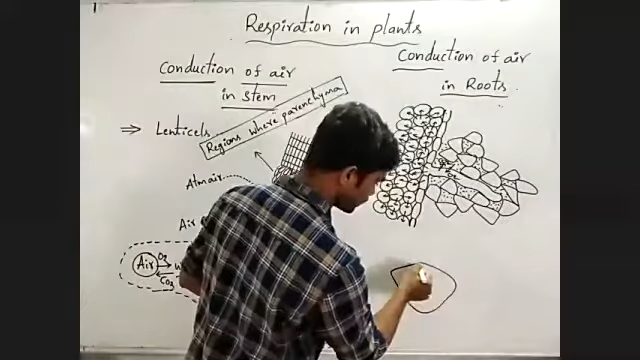 Respiration in plants
Conduction of air
in stem
Conduction of air
in Roots
Regions where parenchyma
⇒ Lenticels
Atm air
Air
Air O2
CO2